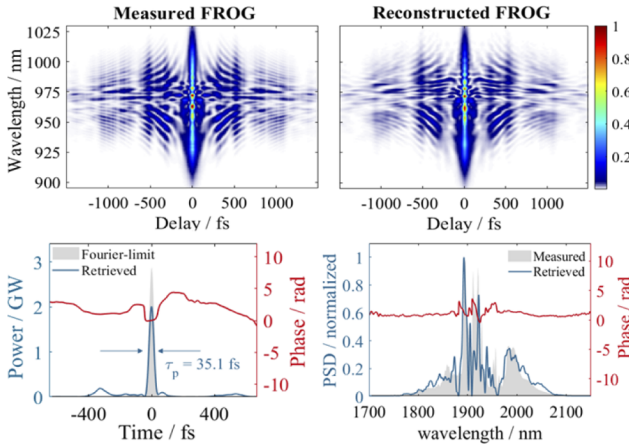 Measured FROG
Reconstructed FROG
Wavelength / nm
1025
1000
975
950
925
900
-1000 -500 0 500 1000
Delay / fs
-1000 -500 0 500 1000
Delay / fs
1
0.8
0.6
0.4
0.2
Power / GW
3
2
1
0
Fourier-limit
Retrieved
τp = 35.1 fs
10
5
0
-5
-10
Phase / rad
-400 0 400
Time / fs
PSD / normalized
1
0.8
0.6
0.4
0.2
0
Measured
Retrieved
10
5
0
-5
-10
Phase / rad
1700 1800 1900 2000 2100
wavelength / nm